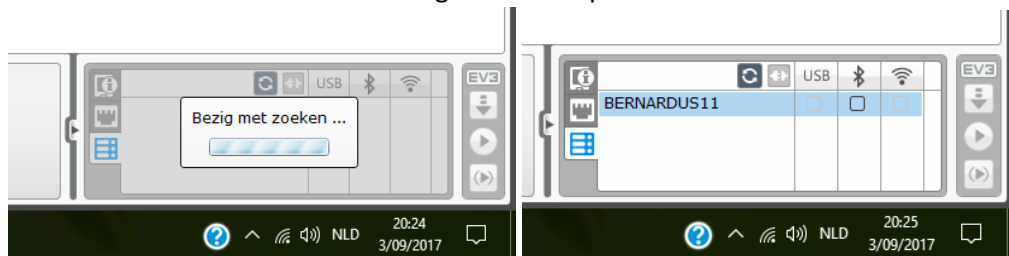 USB
EV3
Bezig met zoeken ...
NLD
20:24
3/09/2017
USB
EV3
BERNARDUS11
NLD
20:25
3/09/2017